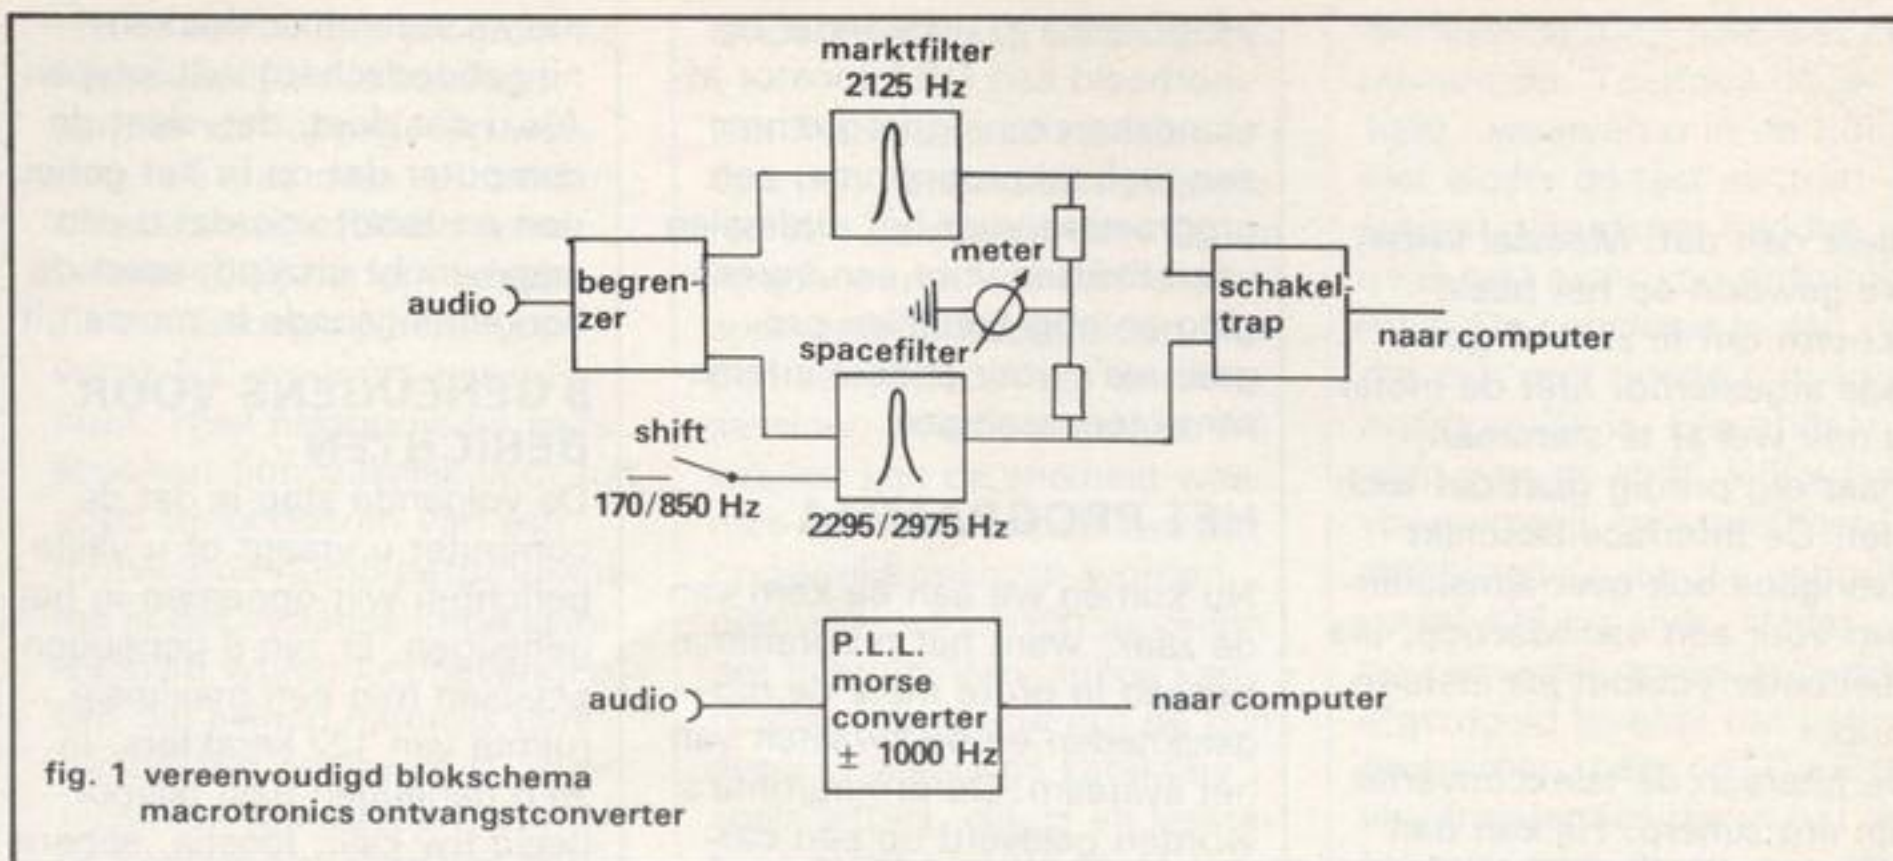 marktfilter
2125 Hz
meter
begren-
zer
audio
schakel-
trap
naar computer
spacefilter
shift
170/850 Hz
2295/2975 Hz
P.L.L.
morse
converter
± 1000 Hz
audio
naar computer
fig. 1 vereenvoudigd blokschema
macrotronics ontvangstconverter